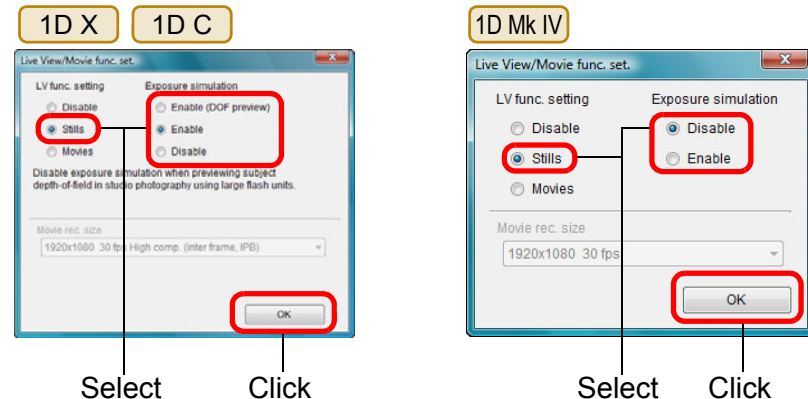 1D X 1D C
Live View/Movie func. set.
LV func. setting Exposure simulation
Disable Enable (DOF preview)
Stills Enable
Movies Disable
Disable exposure simulation when previewing subject
depth-of-field in studio photography using large flash units.
Movie rec. size
1920x1080 30 fps High comp. (inter frame, IPB)
OK
Select Click
1D Mk IV
Live View/Movie func. set.
LV func. setting Exposure simulation
Disable Disable
Stills Enable
Movies
Movie rec. size
1920x1080 30 fps
OK
Select Click